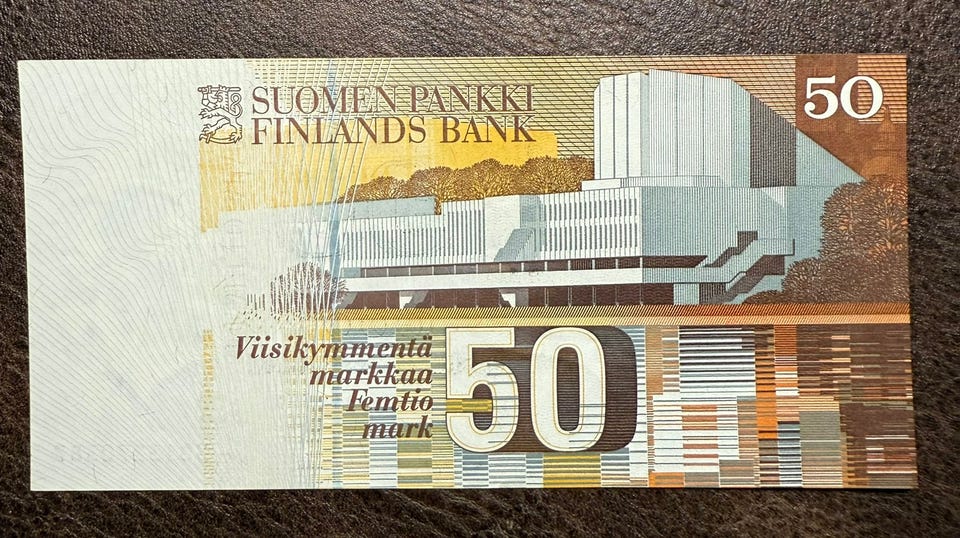 SUOMEN PANKKI
FINLANDS BANK
50
Viisikymmentä
markkaa
Femtio
mark
50